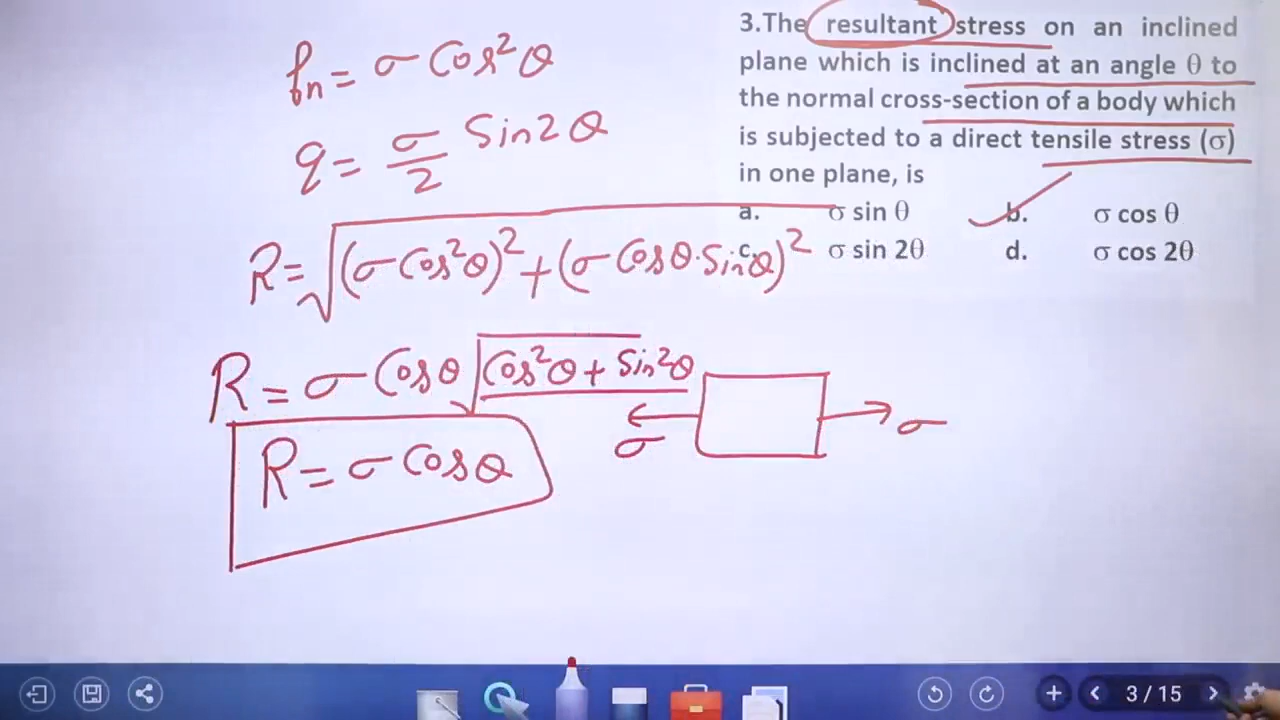 3.The resultant stress on an inclined
plane which is inclined at an angle θ to
the normal cross-section of a body which
is subjected to a direct tensile stress (σ)
in one plane, is
a. σ sin θ b. σ cos θ
c. σ sin 2θ d. σ cos 2θ
fn = σ Cos²θ
q = σ/2 Sin2θ
R = √(σ Cos²θ)² + (σ Cosθ·Sinθ)²
R = σ Cosθ √Cos²θ + Sin²θ
R = σ Cosθ
σ σ
3 / 15